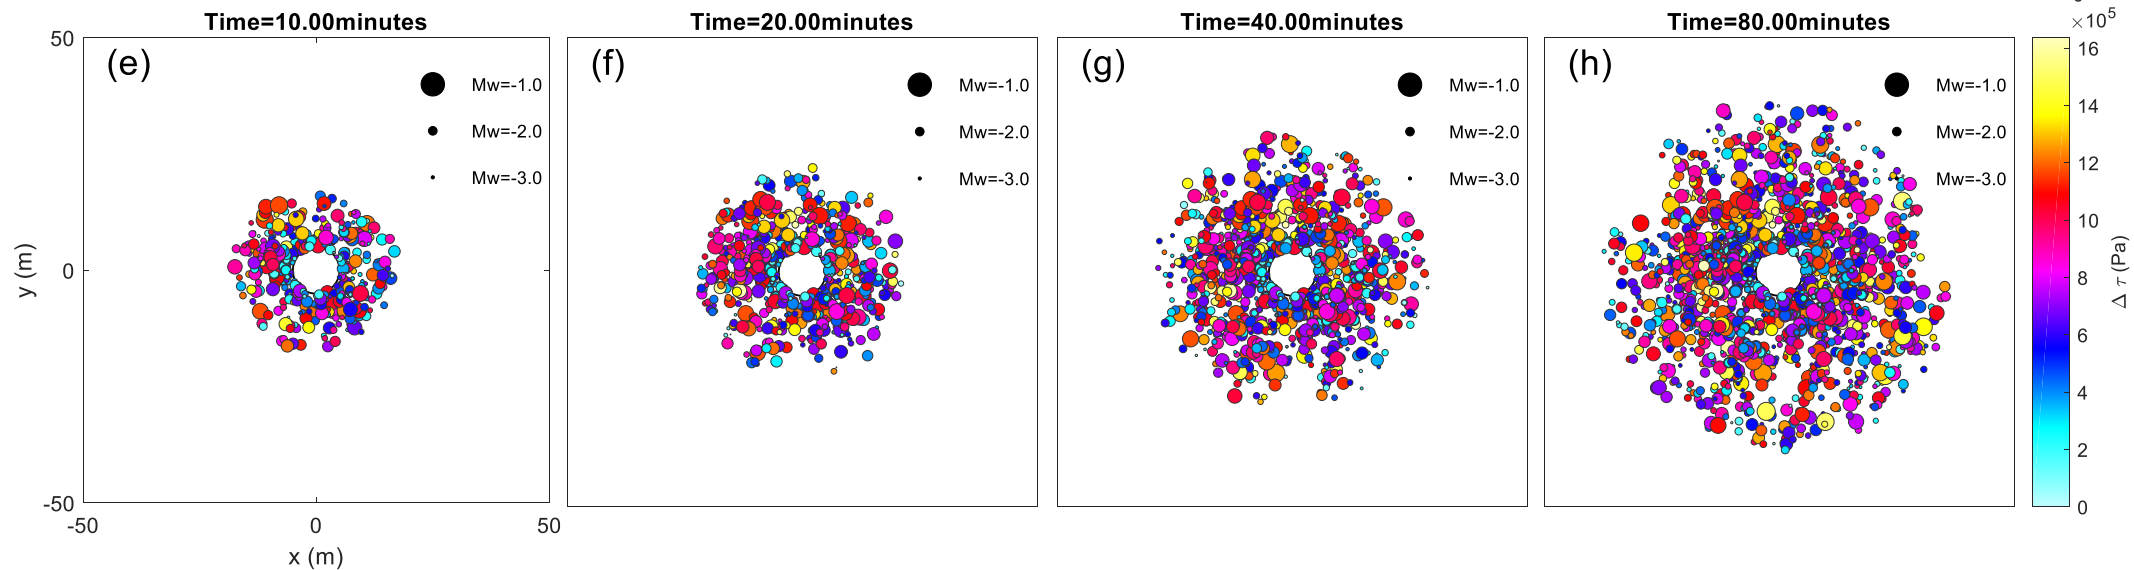 Time=10.00minutes
Time=20.00minutes
Time=40.00minutes
Time=80.00minutes
×10⁵
(e)
(f)
(g)
(h)
Mw=-1.0
Mw=-2.0
Mw=-3.0
Mw=-1.0
Mw=-2.0
Mw=-3.0
Mw=-1.0
Mw=-2.0
Mw=-3.0
Mw=-1.0
Mw=-2.0
Mw=-3.0
50
0
-50
y (m)
-50
0
50
x (m)
16
14
12
10
8
6
4
2
0
Δ τ (Pa)